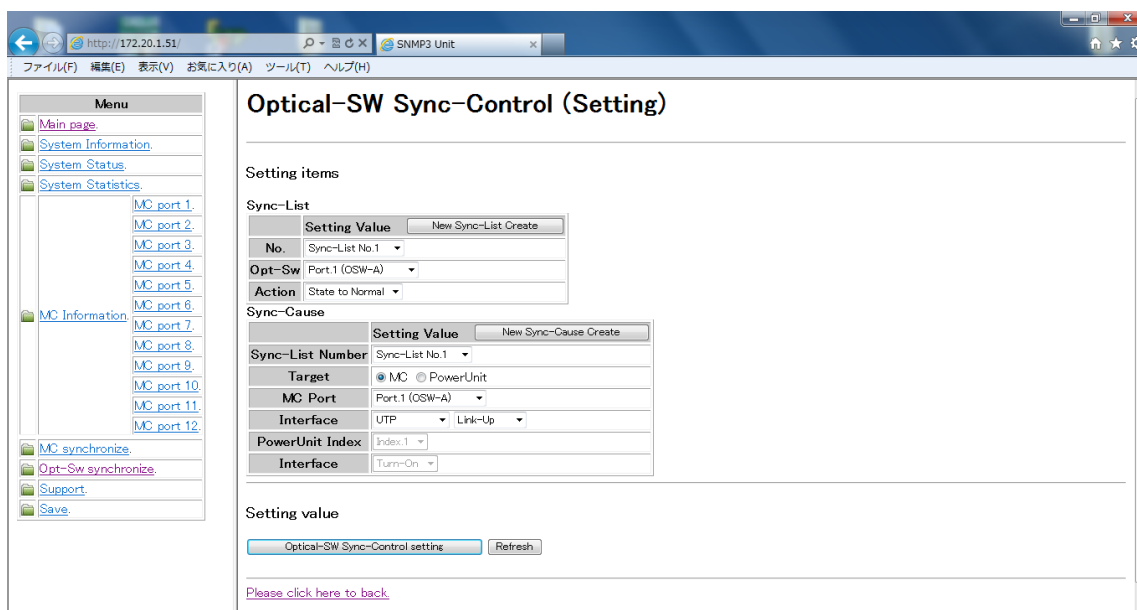 http://172.20.1.51/
SNMP3 Unit
ファイル(F) 編集(E) 表示(V) お気に入り(A) ツール(T) ヘルプ(H)
Menu
Main page.
System Information.
System Status.
System Statistics.
MC Information.
MC port 1.
MC port 2.
MC port 3.
MC port 4.
MC port 5.
MC port 6.
MC port 7.
MC port 8.
MC port 9.
MC port 10.
MC port 11.
MC port 12.
MC synchronize.
Opt-Sw synchronize.
Support.
Save.
Optical-SW Sync-Control (Setting)
Setting items
Sync-List
Setting Value New Sync-List Create
No. Sync-List No.1
Opt-Sw Port.1 (OSW-A)
Action State to Normal
Sync-Cause
Setting Value New Sync-Cause Create
Sync-List Number Sync-List No.1
Target MC PowerUnit
MC Port Port.1 (OSW-A)
Interface UTP Link-Up
PowerUnit Index Index.1
Interface Turn-On
Setting value
Optical-SW Sync-Control setting Refresh
Please click here to back.